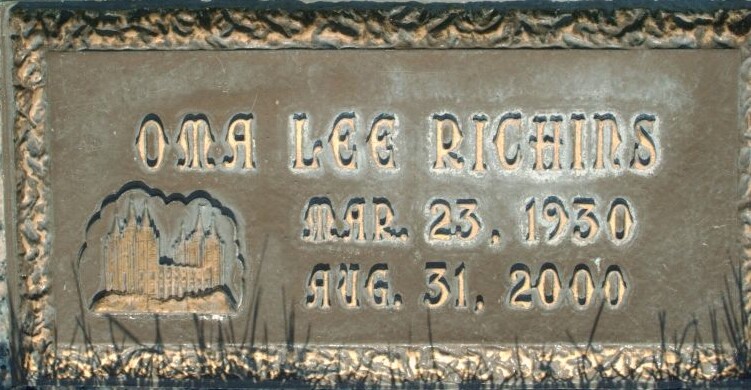 OMA LEE RICHINS
MAR. 23, 1930
AUG. 31, 2000